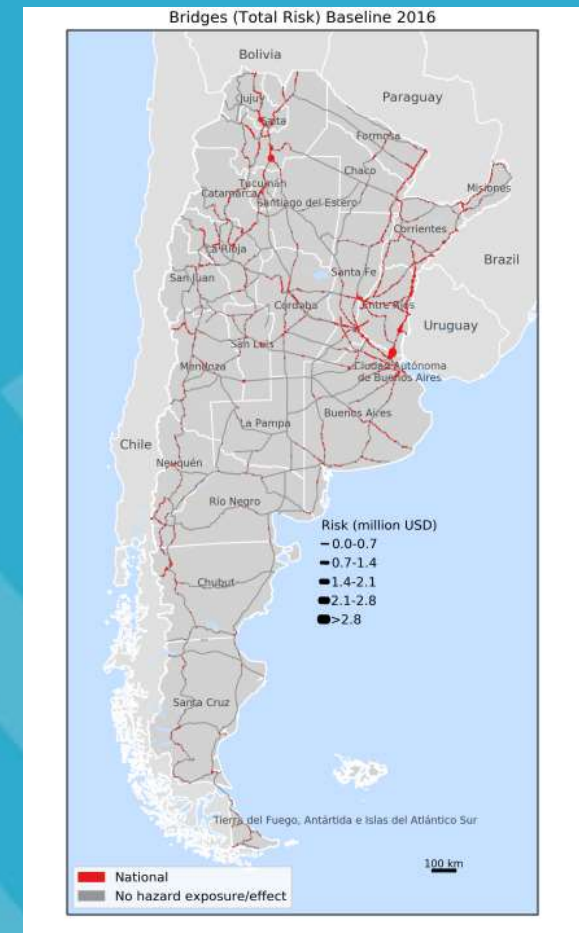 Bridges (Total Risk) Baseline 2016
Bolivia
Paraguay
Jujuy
Salta
Formosa
Chaco
Misiones
Tucumán
Catamarca
Santiago del Estero
Corrientes
La Rioja
Santa Fe
Brazil
San Juan
Córdoba
Entre Ríos
Uruguay
San Luis
Mendoza
Ciudad Autónoma
de Buenos Aires
Buenos Aires
La Pampa
Chile
Neuquén
Río Negro
Risk (million USD)
0.0-0.7
0.7-1.4
1.4-2.1
2.1-2.8
>2.8
Chubut
Santa Cruz
Tierra del Fuego, Antártida e Islas del Atlántico Sur
100 km
National
No hazard exposure/effect